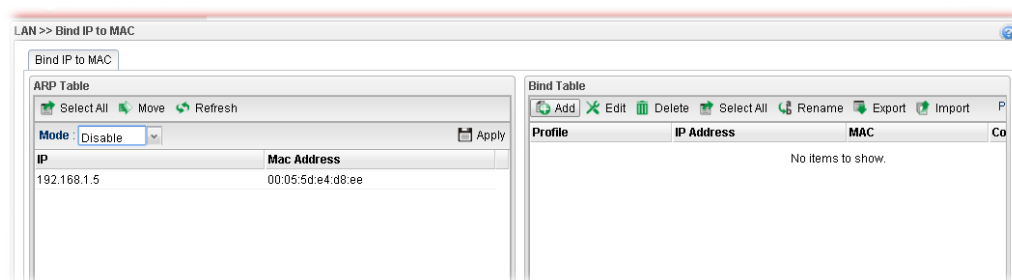 LAN >> Bind IP to MAC
Bind IP to MAC
ARP Table
Select All Move Refresh
Mode : Disable Apply
IP Mac Address
192.168.1.5 00:05:5d:e4:d8:ee
Bind Table
Add Edit Delete Select All Rename Export Import P
Profile IP Address MAC Co
No items to show.